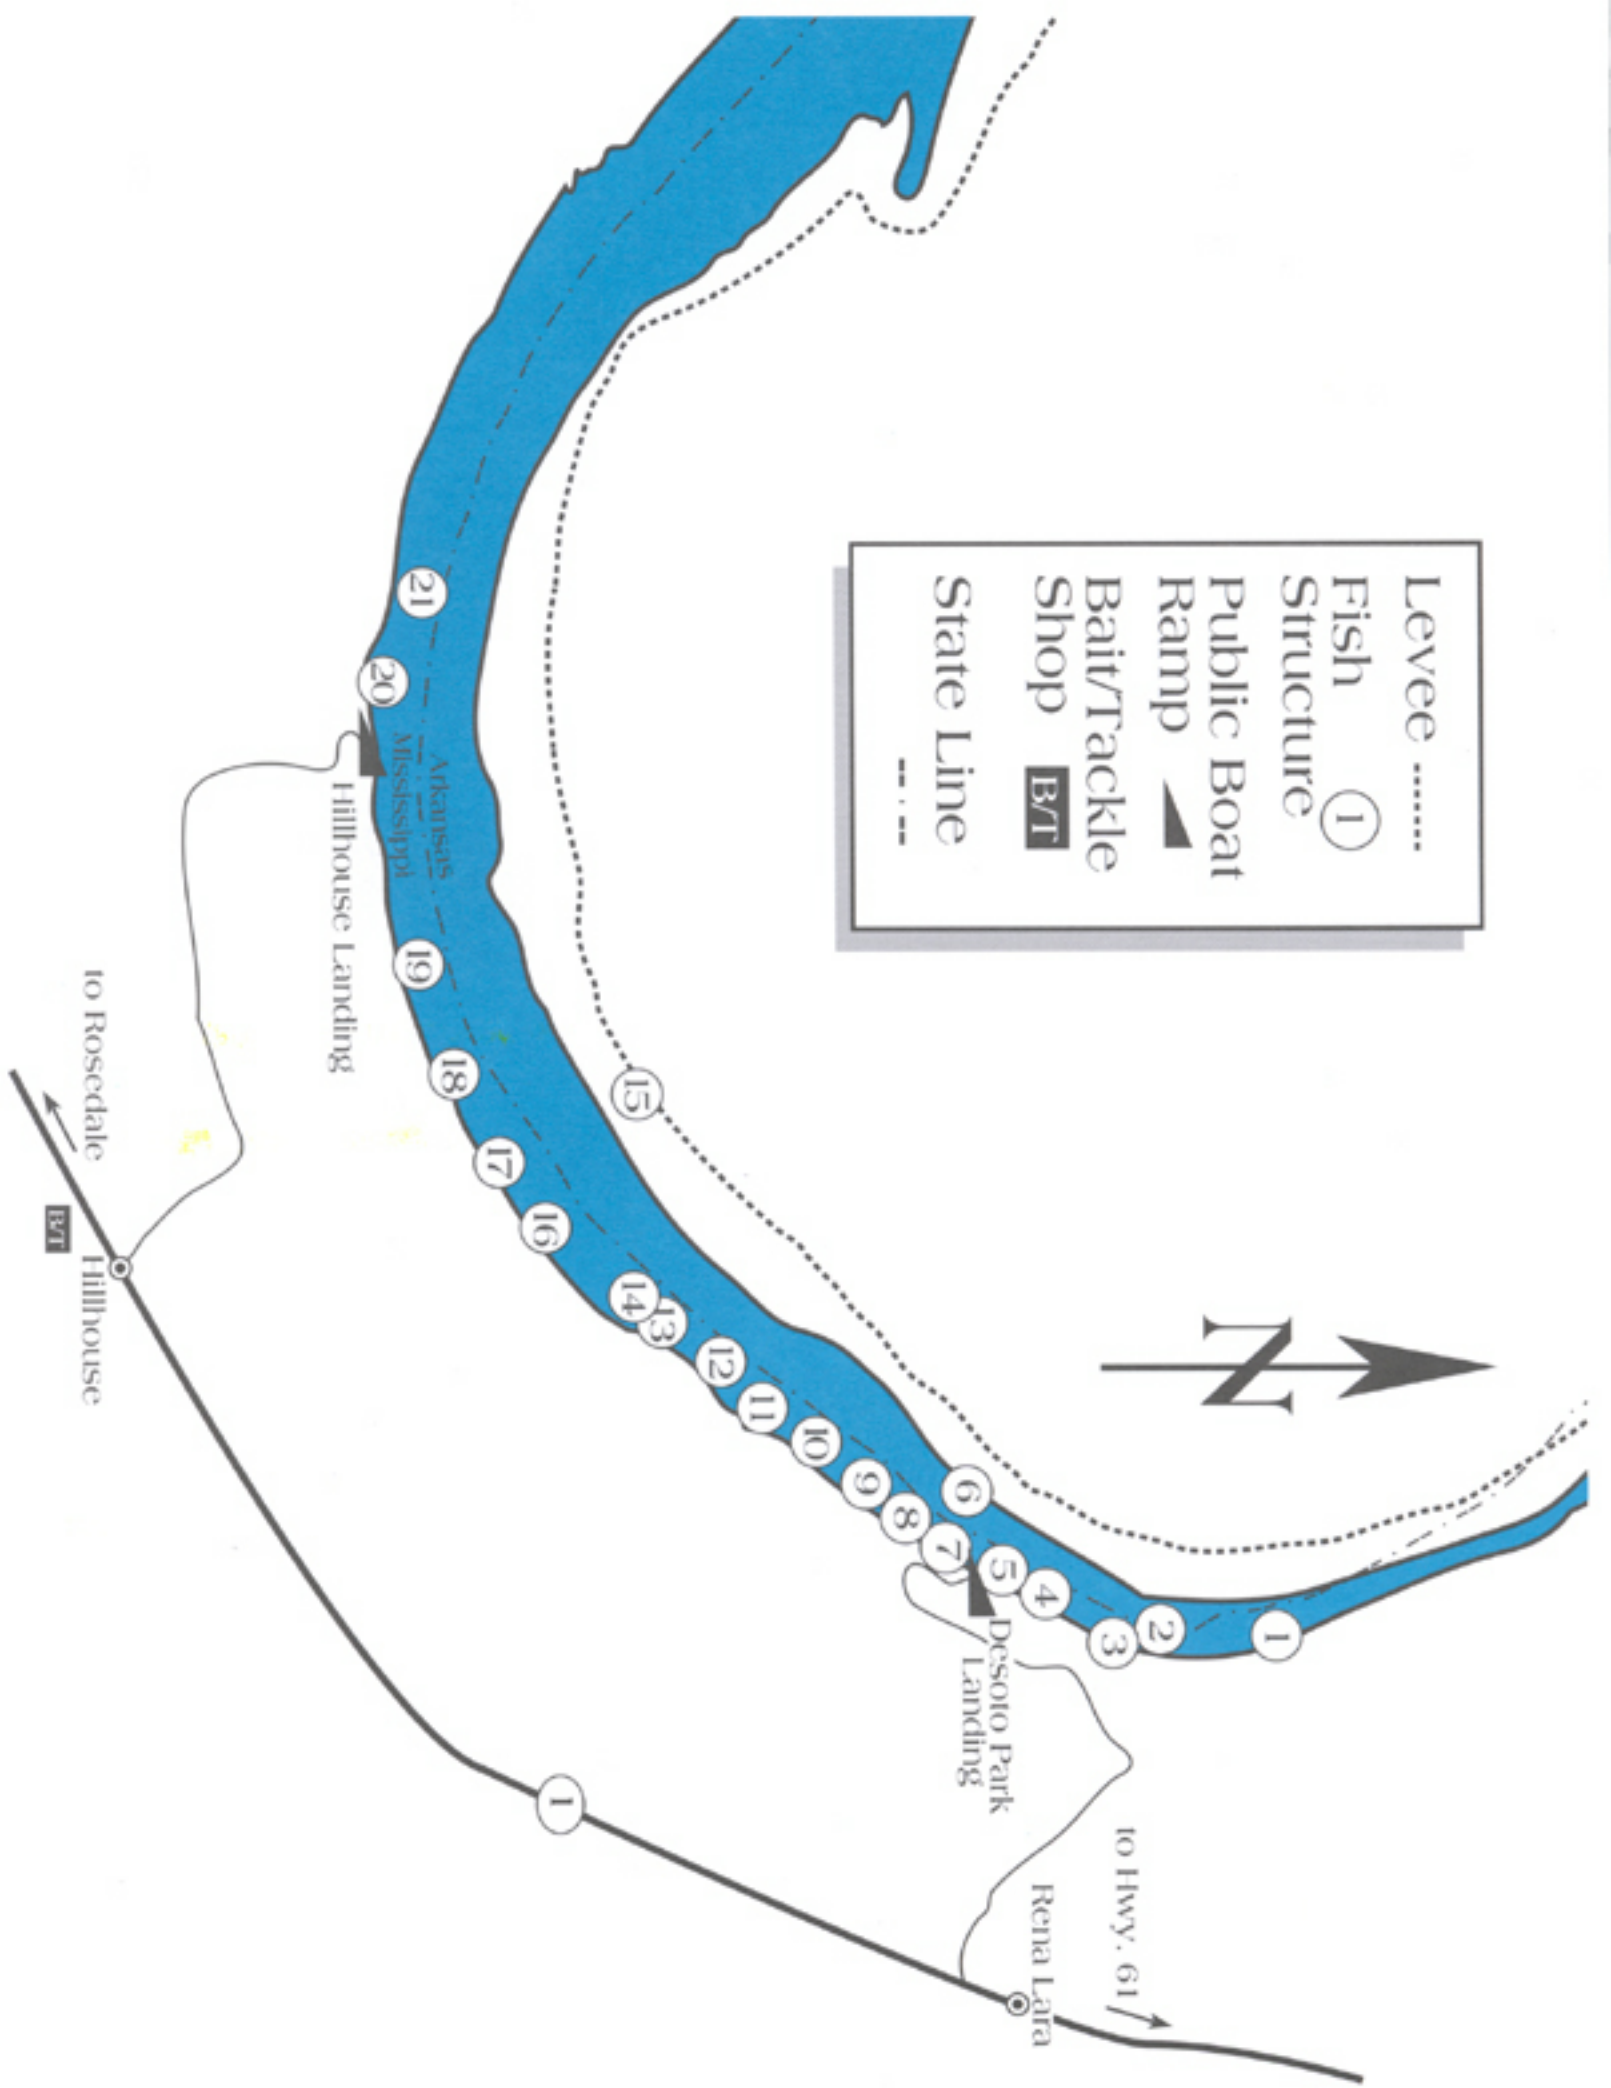 Levee
Fish
Structure
1
Public Boat
Ramp
Bait/Tackle
Shop
B/T
State Line
N
1
2
3
4
5
6
7
8
9
10
11
12
13
14
15
16
17
18
19
20
21
Arkansas
Mississippi
Desoto Park
Landing
to Hwy. 61
Rena Lara
1
Hillhouse Landing
to Rosedale
Hillhouse
B/T